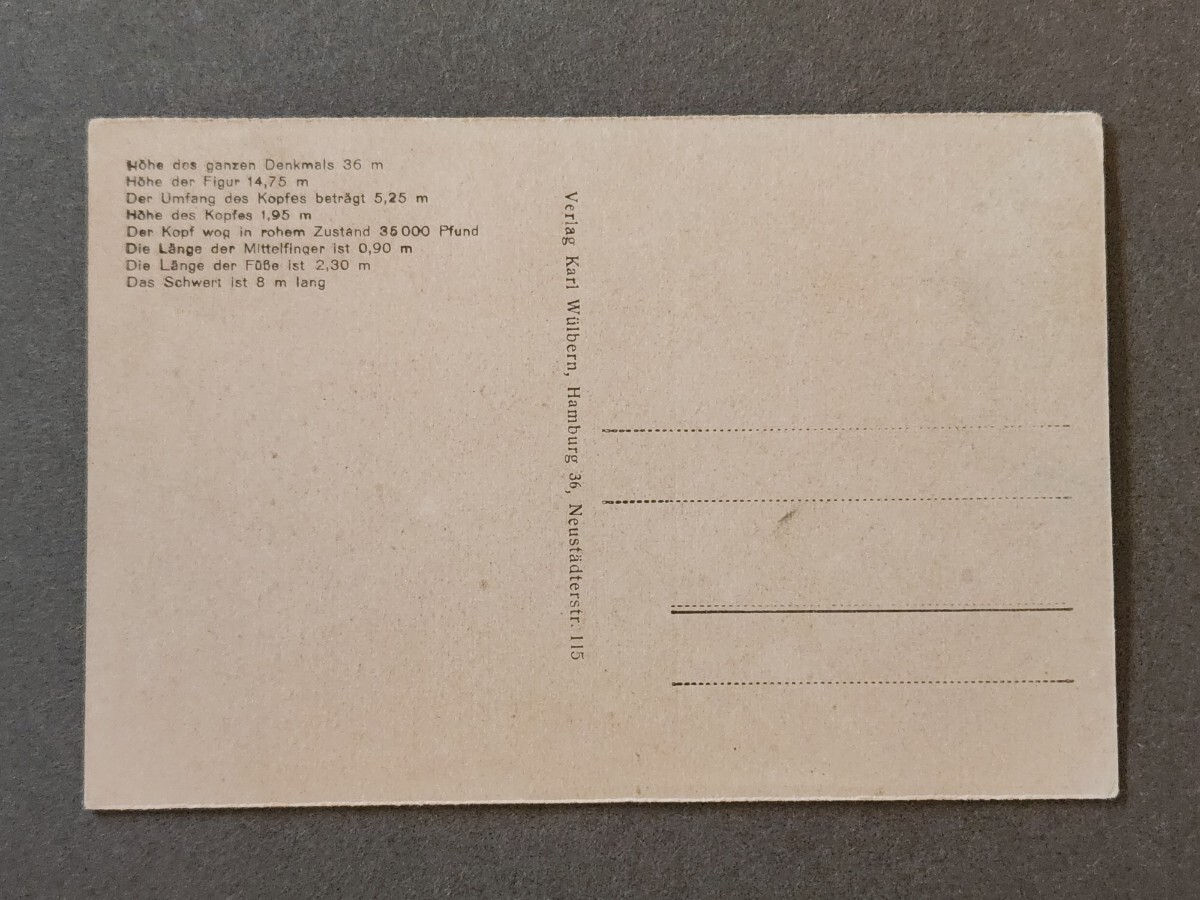 Höhe des ganzen Denkmals 36 m
Höhe der Figur 14,75 m
Der Umfang des Kopfes beträgt 5,25 m
Höhe des Kopfes 1,95 m
Der Kopf wog in rohem Zustand 35 000 Pfund
Die Länge der Mittelfinger ist 0,90 m
Die Länge der Füße ist 2,30 m
Das Schwert ist 8 m lang
Verlag Karl Wülbern, Hamburg 36, Neustädterstr. 115